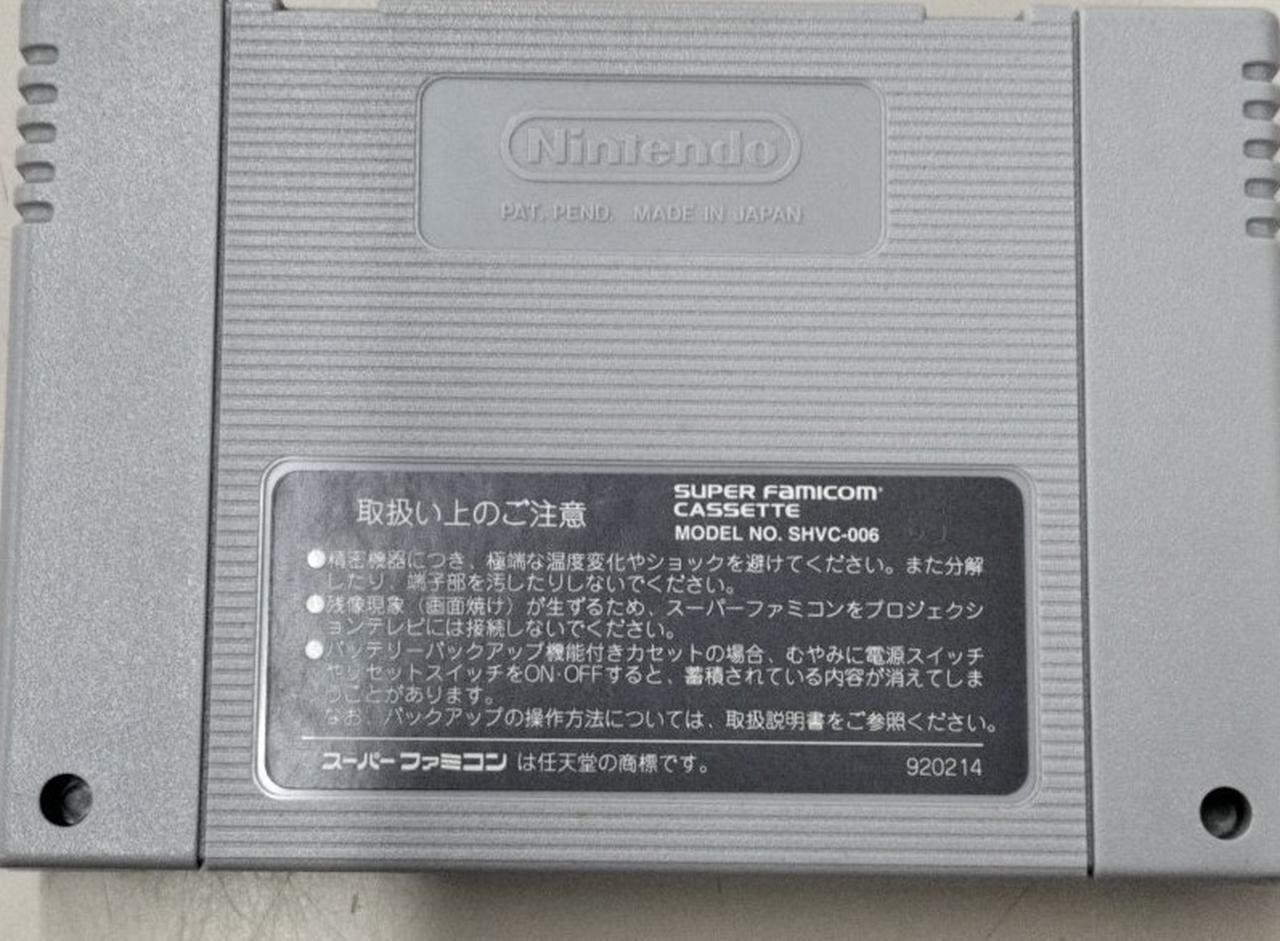 Nintendo
PAT. PEND. MADE IN JAPAN
取扱い上のご注意
SUPER FAMICOM
CASSETTE
MODEL NO. SHVC-006
●精密機器につき、極端な温度変化やショックを避けてください。また分解
したり、端子部を汚したりしないでください。
●残像現象（画面焼け）が生ずるため、スーパーファミコンをプロジェクシ
ョンテレビには接続しないでください。
●バッテリーバックアップ機能付きカセットの場合、むやみに電源スイッチ
やリセットスイッチをON·OFFすると、蓄積されている内容が消えてしま
うことがあります。
なお、バックアップの操作方法については、取扱説明書をご参照ください。
スーパーファミコン は任天堂の商標です。
920214